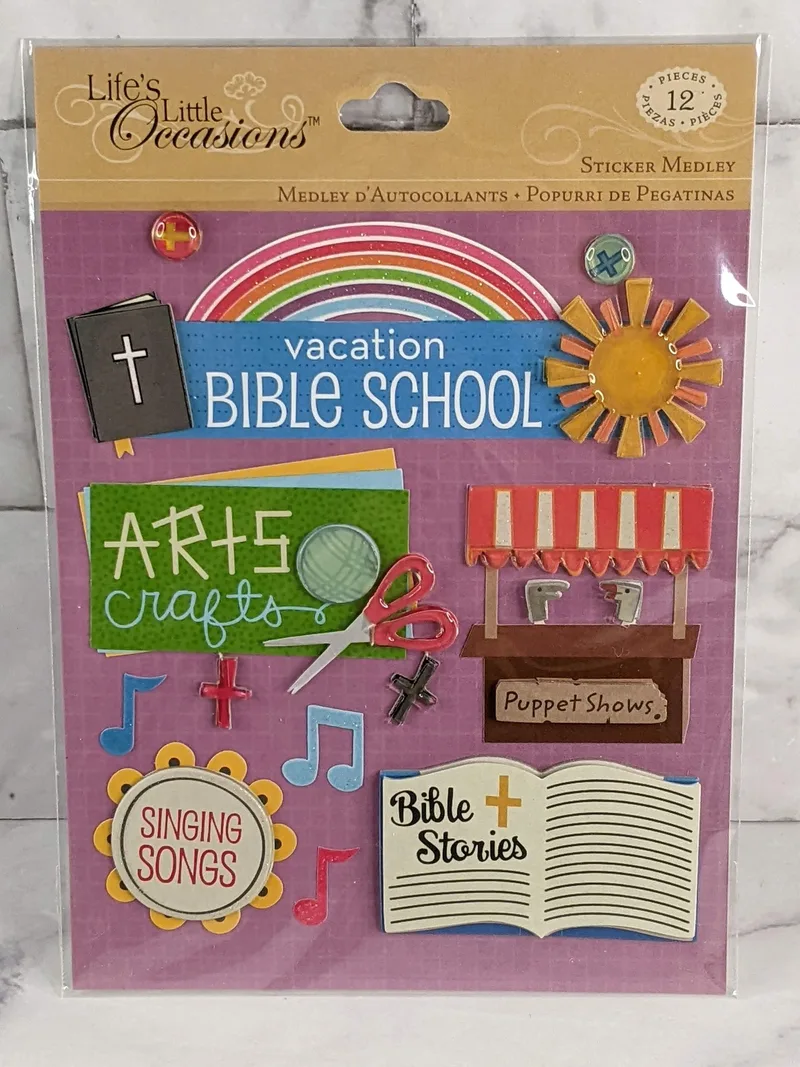 Life's
Little
Occasions™
PIECES
12
PIEZAS • PIÈCES
STICKER MEDLEY
MEDLEY D'AUTOCOLLANTS • POPURRI DE PEGATINAS
vacation
BIBLE SCHOOL
ARTS
crafts
Puppet Shows
SINGING
SONGS
Bible
Stories